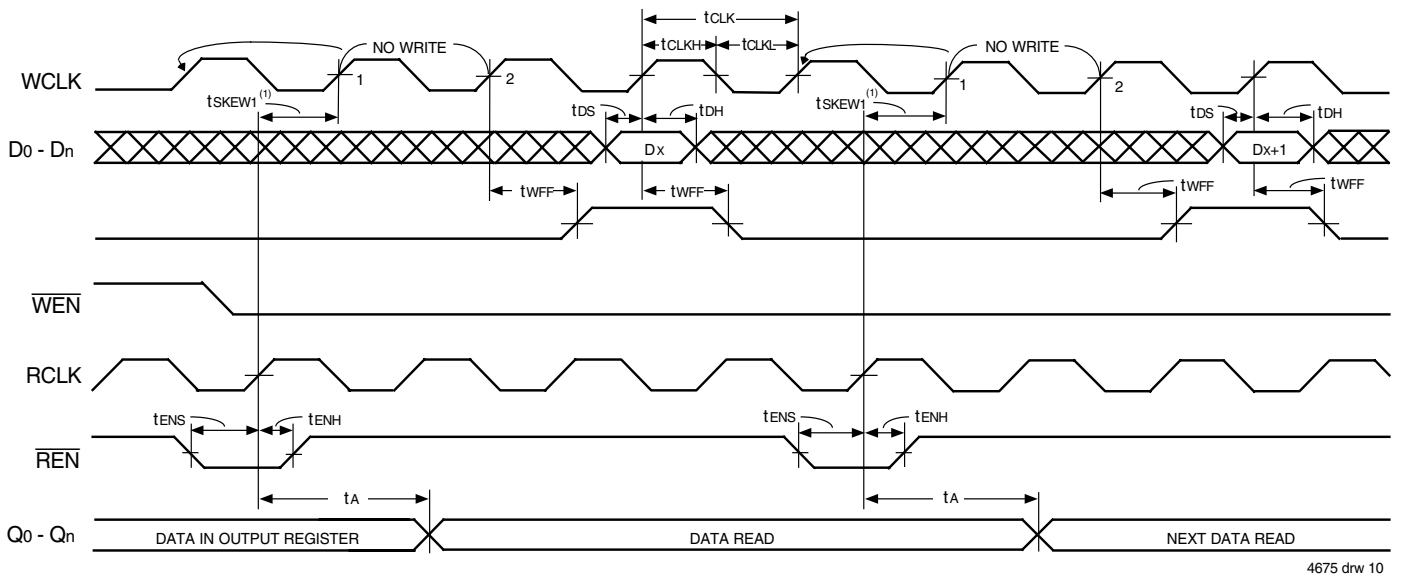 tCLK
NO WRITE tCLKH tCLKL NO WRITE
WCLK 1 2 1 2
tSKEW1(1) tDS tDH tSKEW1(1) tDS tDH
D0 - Dn DX DX+1
tWFF tWFF tWFF tWFF
WEN
RCLK
tENS tENH tENS tENH
REN
tA tA
Q0 - Qn DATA IN OUTPUT REGISTER DATA READ NEXT DATA READ
4675 drw 10